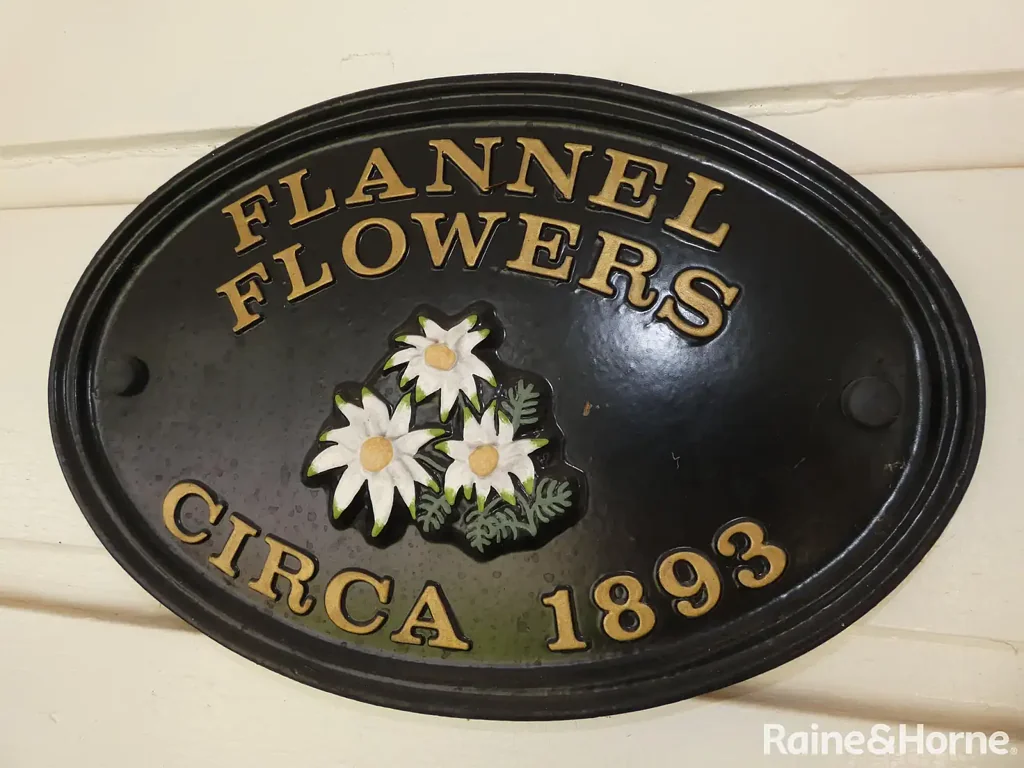 FLANNEL
FLOWERS
CIRCA 1893
Raine&Horne®